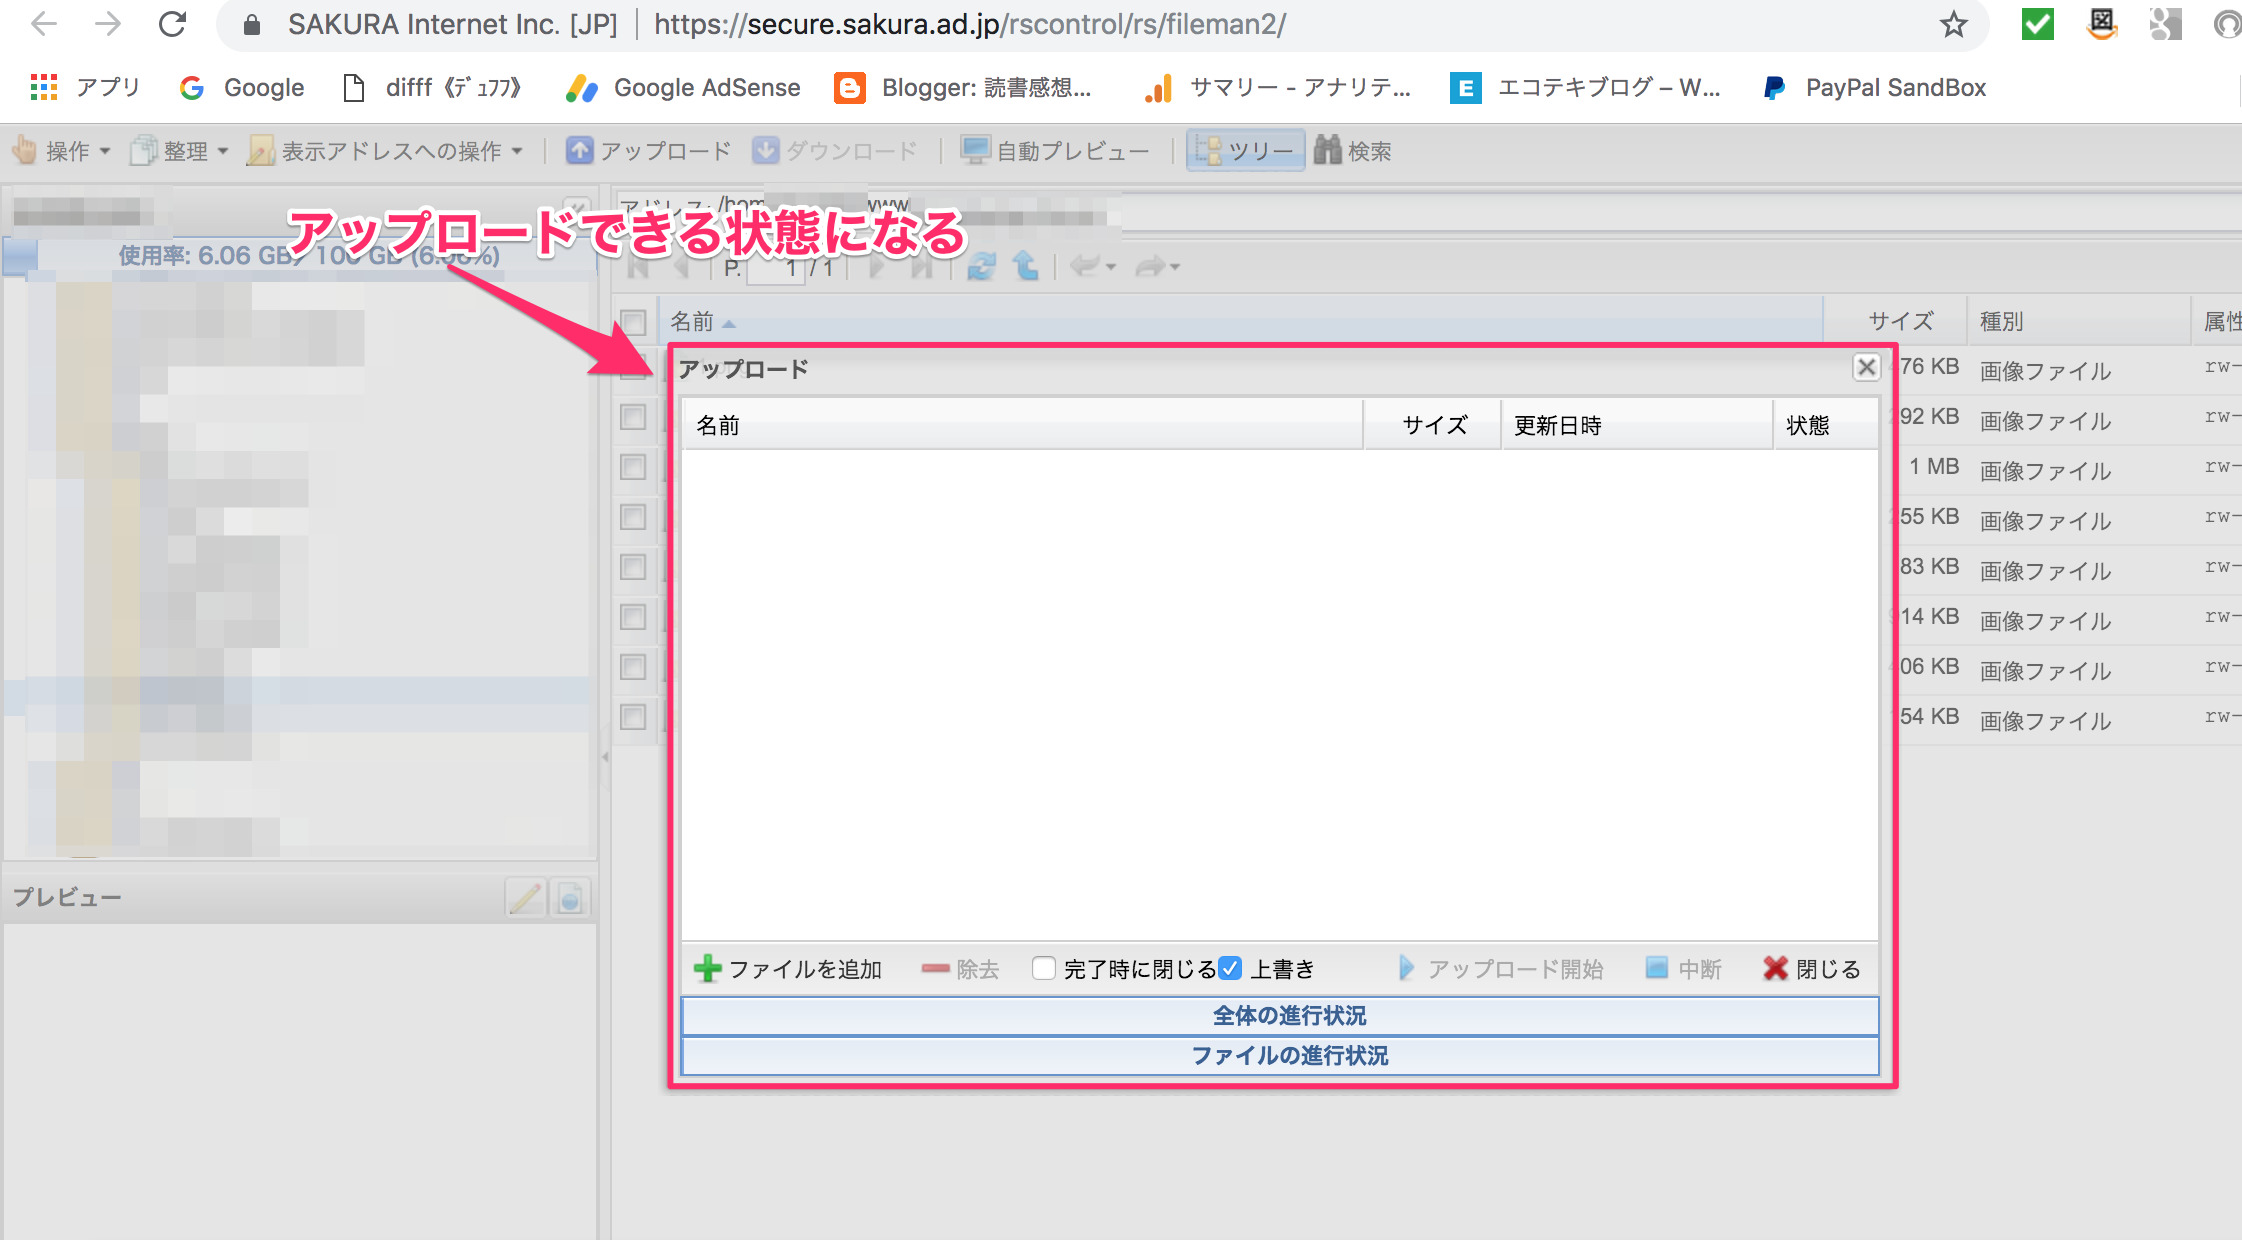 SAKURA Internet Inc. [JP] https://secure.sakura.ad.jp/rscontrol/rs/fileman2/
アプリ Google difff《ﾃﾞｭﾌﾌ》 Google AdSense Blogger: 読書感想... サマリー - アナリテ... エコテキブログ – W... PayPal SandBox
操作 整理 表示アドレスへの操作 アップロード ダウンロード 自動プレビュー ツリー 検索
アドレス: /hom www
アップロードできる状態になる
使用率: 6.06 GB / 100 GB (6.06%)
P. 1 / 1
名前 サイズ 種別 属性
アップロード
名前 サイズ 更新日時 状態
76 KB 画像ファイル rw-
92 KB 画像ファイル rw-
1 MB 画像ファイル rw-
55 KB 画像ファイル rw-
83 KB 画像ファイル rw-
14 KB 画像ファイル rw-
06 KB 画像ファイル rw-
54 KB 画像ファイル rw-
プレビュー
ファイルを追加 除去 完了時に閉じる 上書き アップロード開始 中断 閉じる
全体の進行状況
ファイルの進行状況